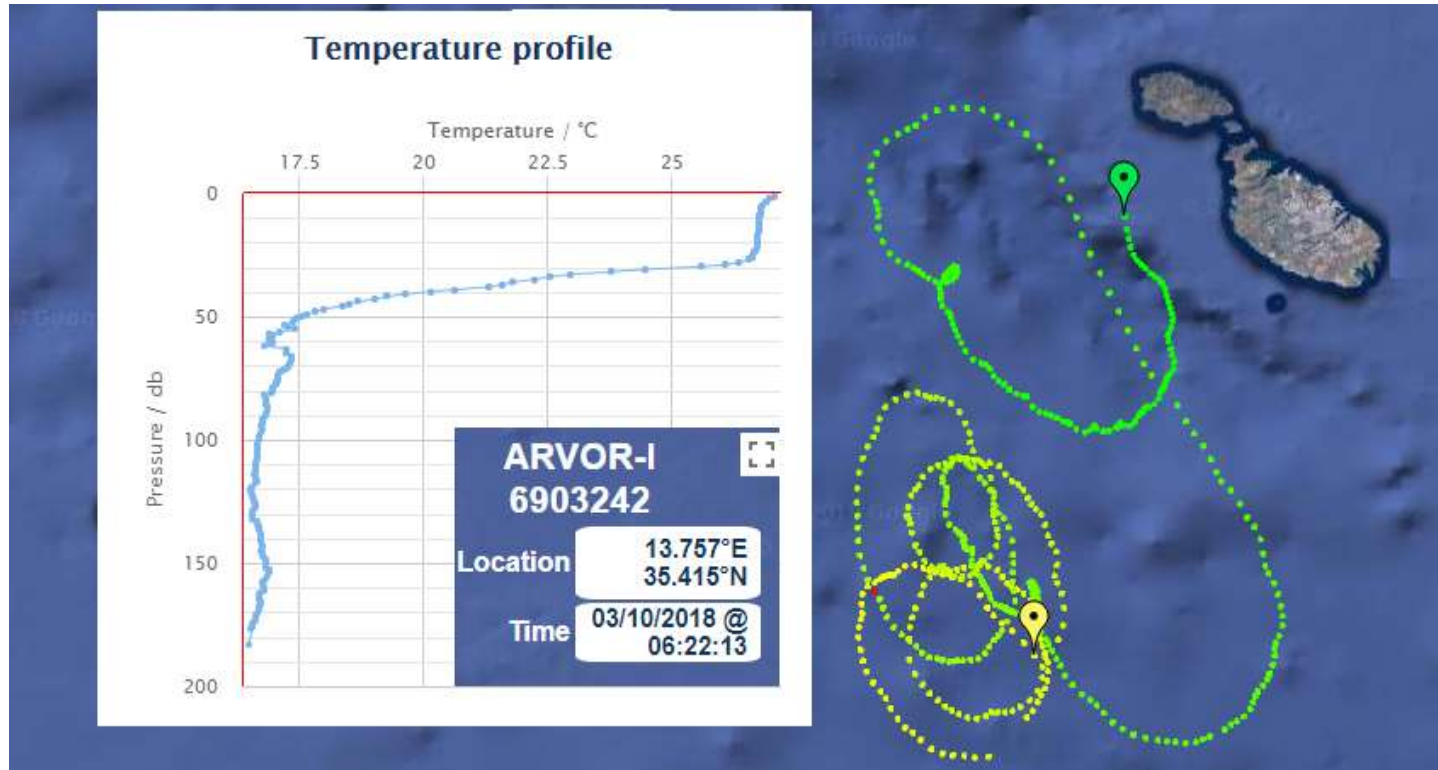 Temperature profile
Temperature / °C
17.5 20 22.5 25
0
50
100
150
200
Pressure / db
ARVOR-I
6903242
Location 13.757°E
35.415°N
Time 03/10/2018 @
06:22:13
Google